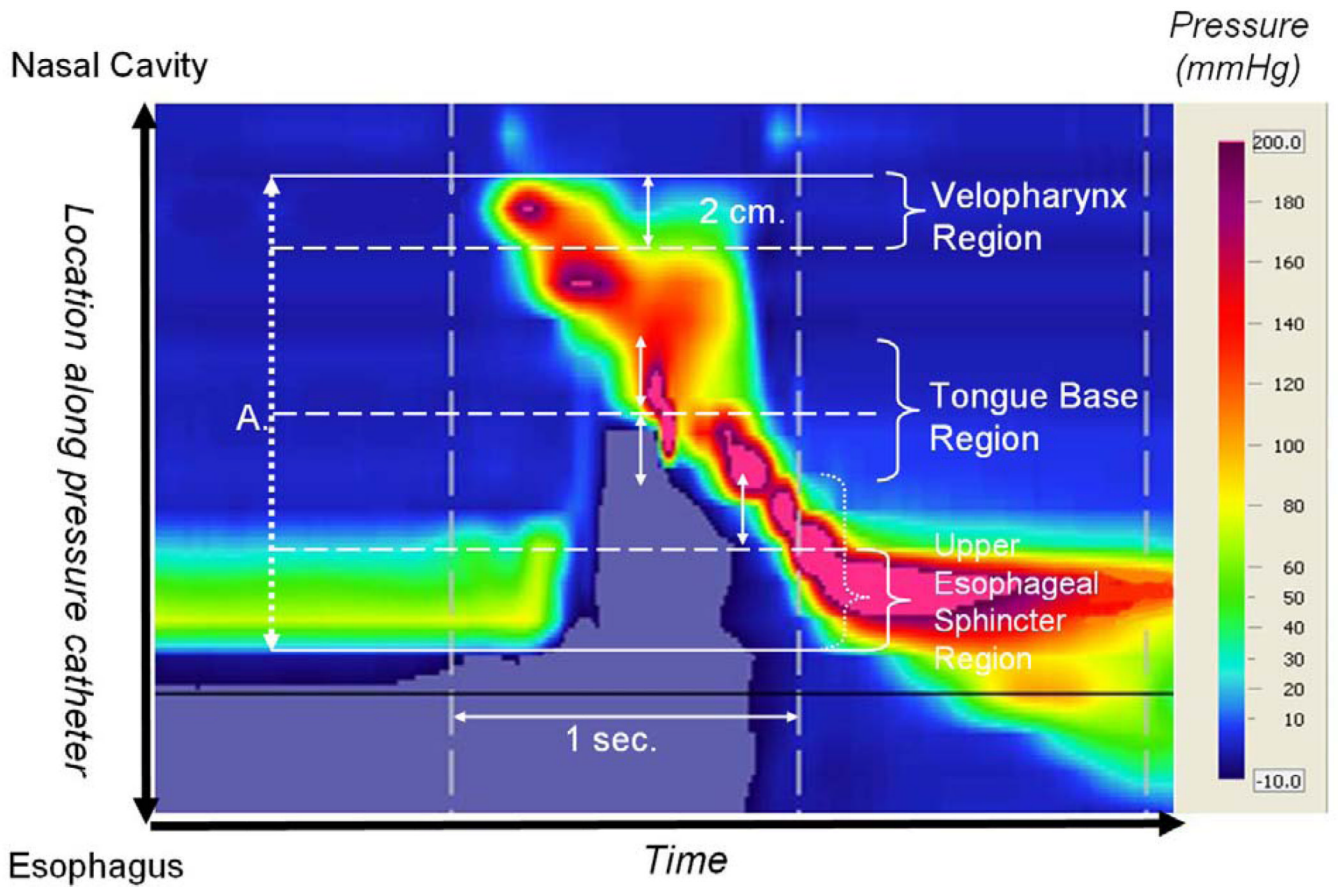 Pressure
(mmHg)
Nasal Cavity
200.0
180
160
140
120
100
80
60
50
40
30
20
10
-10.0
Velopharynx
Region
2 cm.
Tongue Base
Region
A.
Upper
Esophageal
Sphincter
Region
1 sec.
Location along pressure catheter
Esophagus
Time